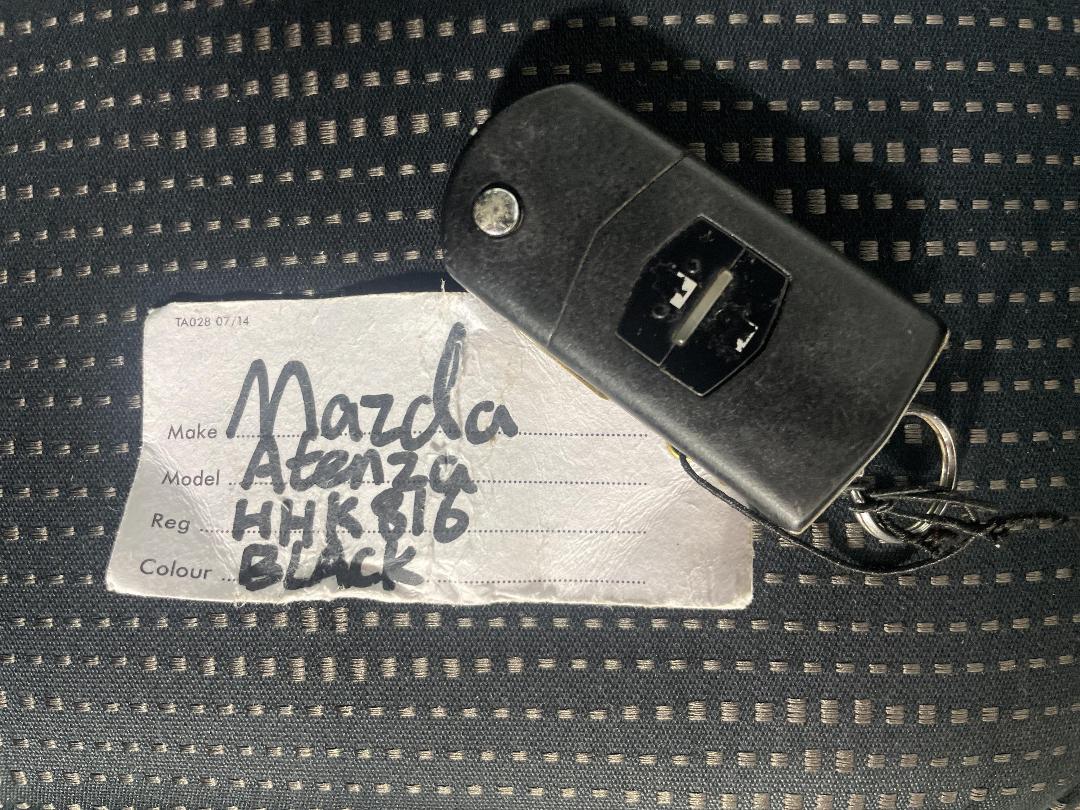 TA028 07/14
Make Mazda
Model Atenza
Reg HHK816
Colour BLACK